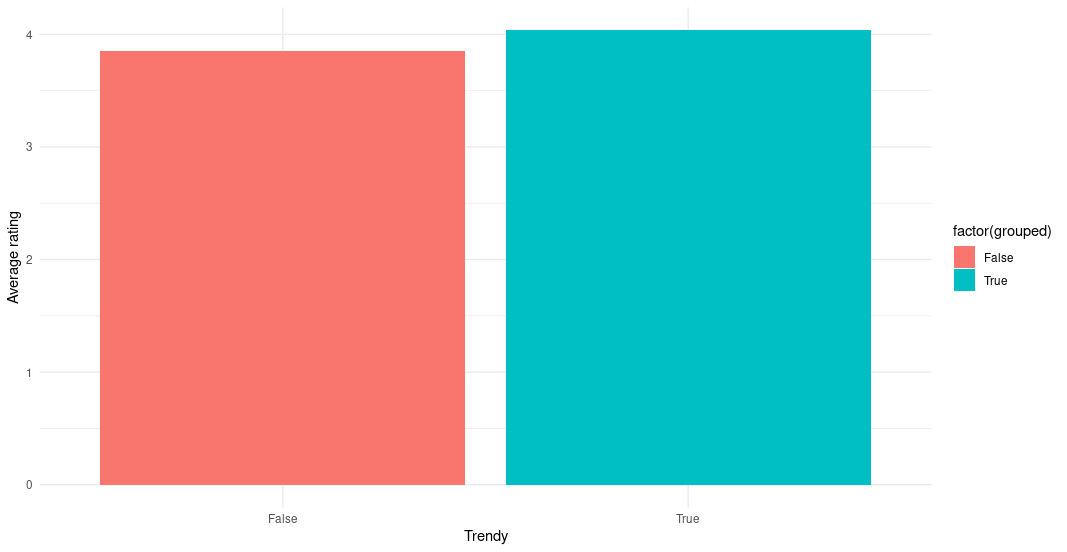 4
3
2
1
0
Average rating
False
True
Trendy
factor(grouped)
False
True